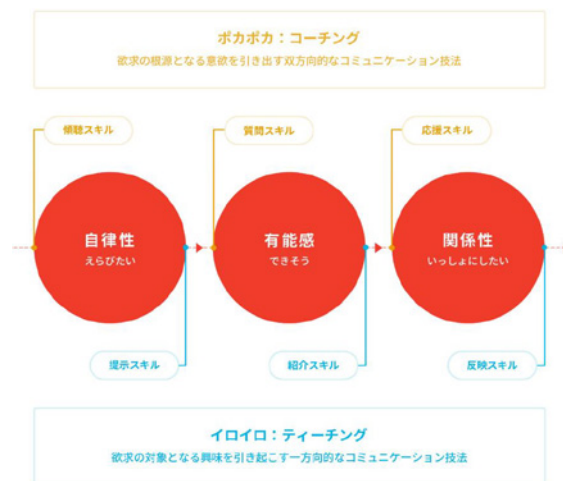 ポカポカ：コーチング
欲求の根源となる意欲を引き出す双方向的なコミュニケーション技法
傾聴スキル
質問スキル
応援スキル
自律性
えらびたい
有能感
できそう
関係性
いっしょにしたい
提示スキル
紹介スキル
反映スキル
イロイロ：ティーチング
欲求の対象となる興味を引き起こす一方向的なコミュニケーション技法